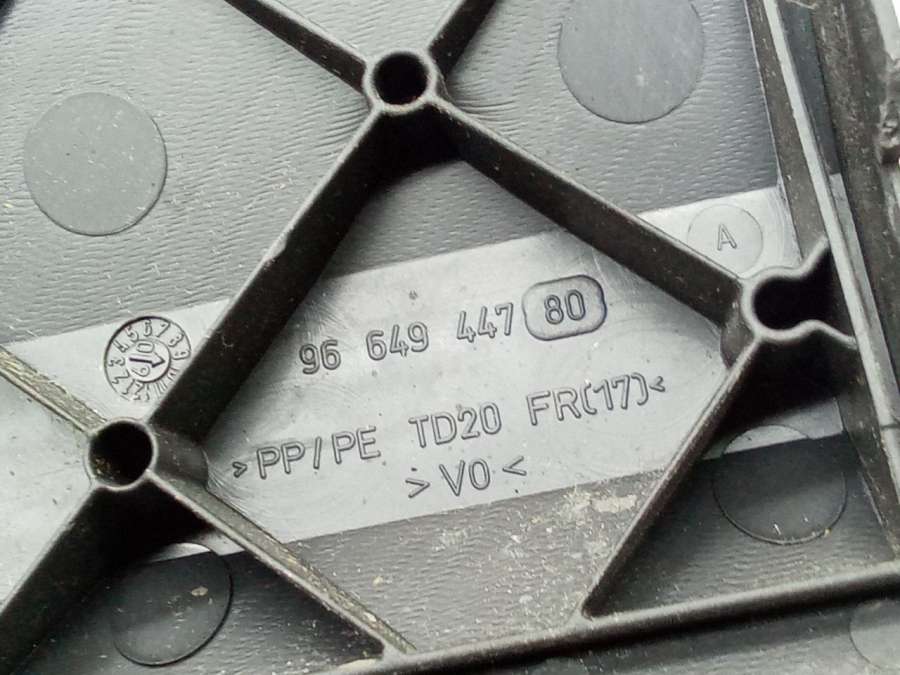 A
96 649 447 80
>PP/PE TD20 FR(17)<
>V0<